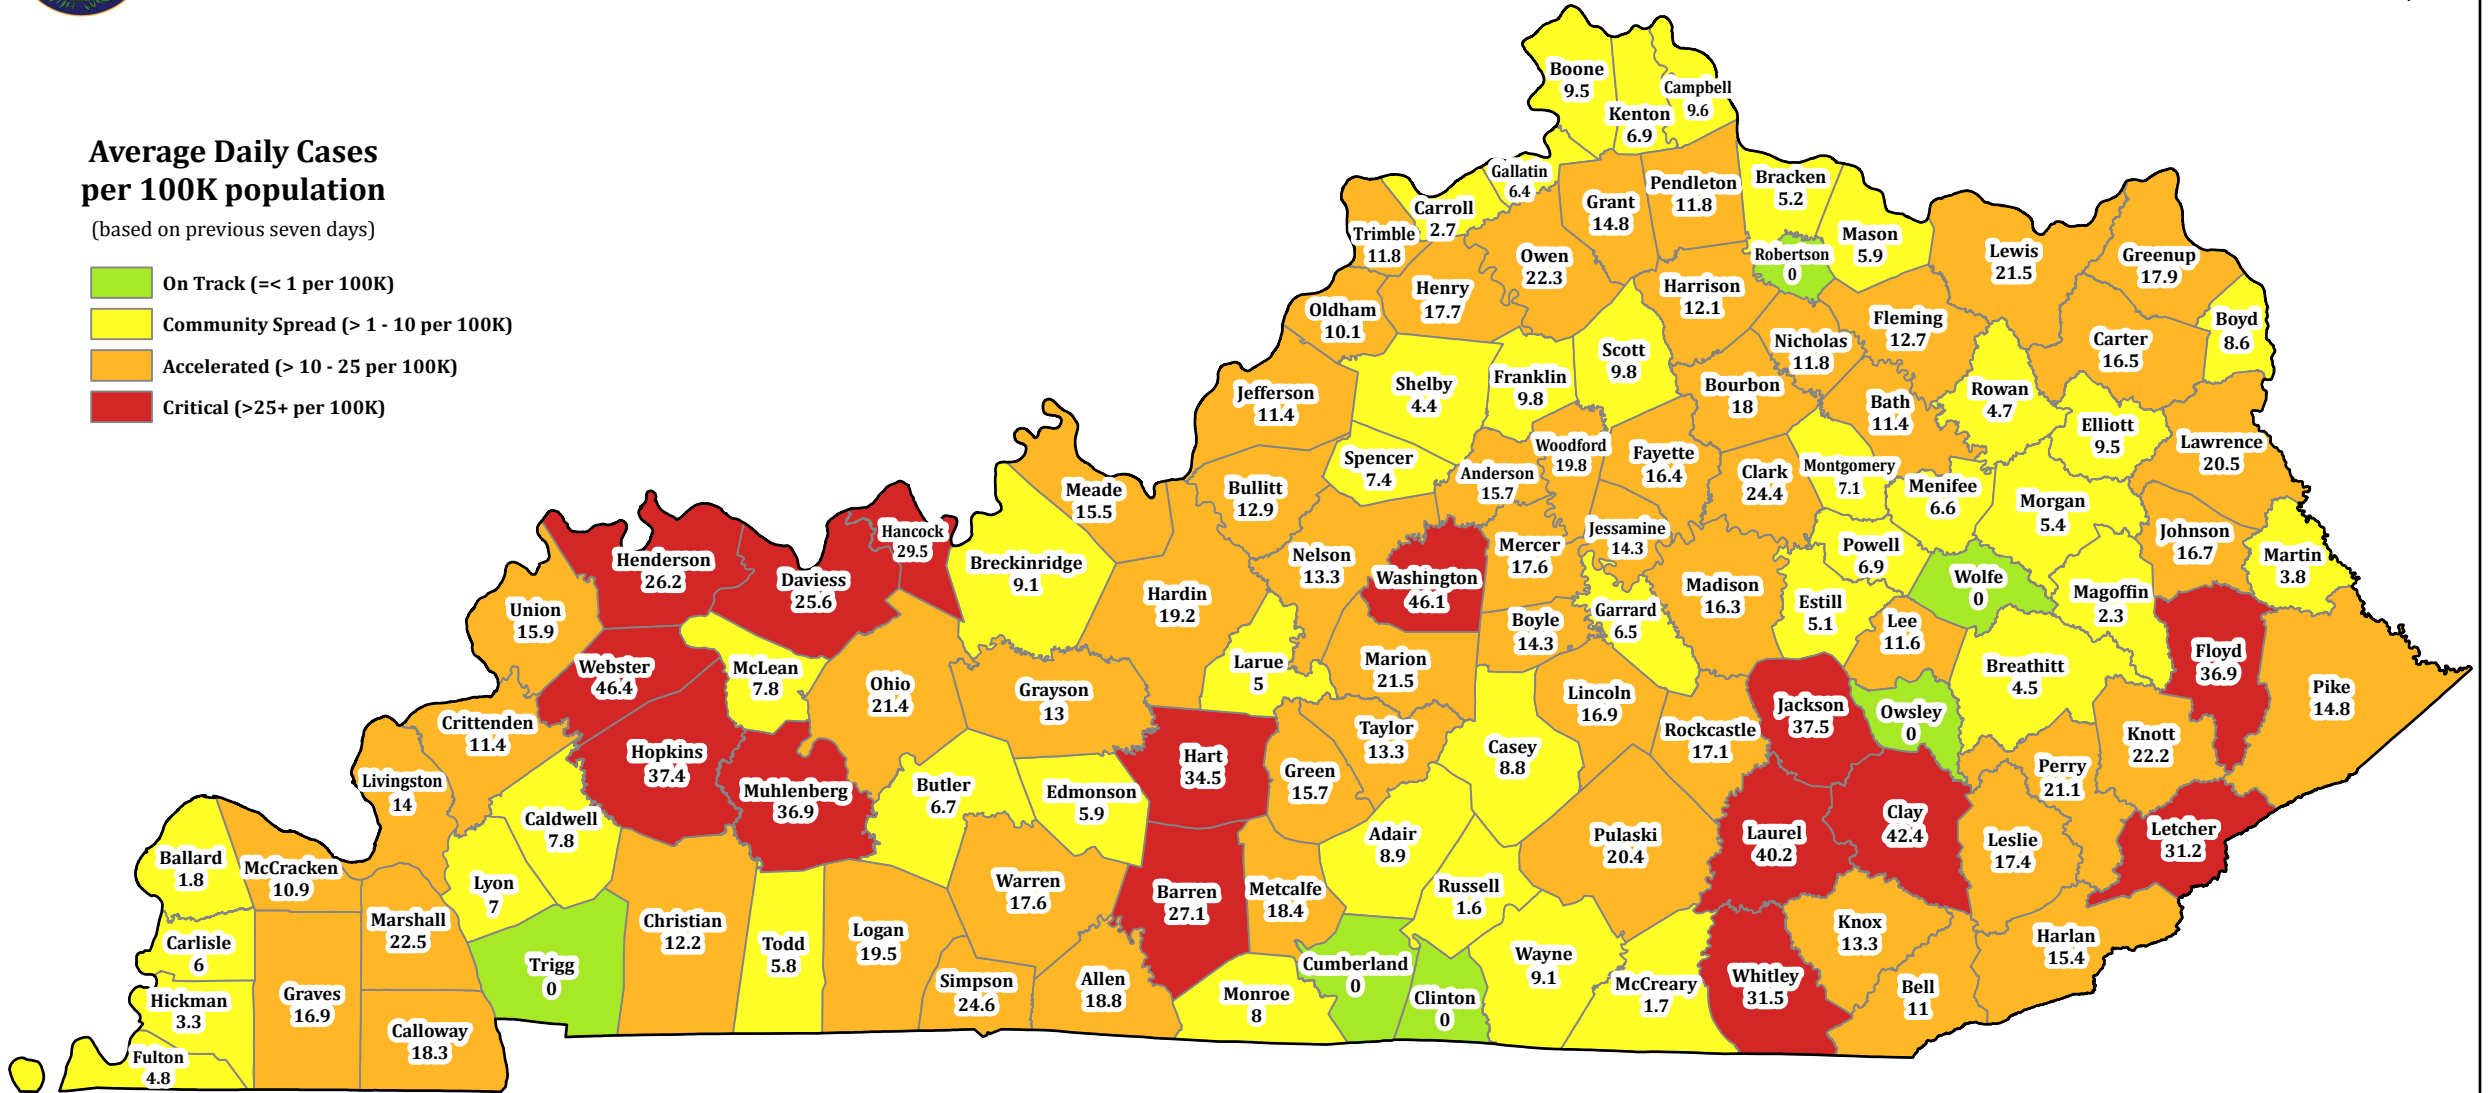 Average Daily Cases
per 100K population
(based on previous seven days)
On Track (=< 1 per 100K)
Community Spread (> 1 - 10 per 100K)
Accelerated (> 10 - 25 per 100K)
Critical (>25+ per 100K)
Boone
9.5
Kenton
6.9
Campbell
9.6
Gallatin
6.4
Carroll
2.7
Trimble
11.8
Grant
14.8
Pendleton
11.8
Bracken
5.2
Mason
5.9
Robertson
0
Lewis
21.5
Greenup
17.9
Boyd
8.6
Owen
22.3
Henry
17.7
Oldham
10.1
Harrison
12.1
Nicholas
11.8
Fleming
12.7
Carter
16.5
Jefferson
11.4
Shelby
4.4
Franklin
9.8
Scott
9.8
Bourbon
18
Bath
11.4
Rowan
4.7
Elliott
9.5
Lawrence
20.5
Meade
15.5
Bullitt
12.9
Spencer
7.4
Anderson
15.7
Woodford
19.8
Fayette
16.4
Clark
24.4
Montgomery
7.1
Menifee
6.6
Morgan
5.4
Johnson
16.7
Martin
3.8
Henderson
26.2
Daviess
25.6
Hancock
29.5
Breckinridge
9.1
Hardin
19.2
Nelson
13.3
Washington
46.1
Mercer
17.6
Jessamine
14.3
Madison
16.3
Garrard
6.5
Estill
5.1
Powell
6.9
Wolfe
0
Lee
11.6
Magoffin
2.3
Floyd
36.9
Pike
14.8
Union
15.9
Webster
46.4
McLean
7.8
Ohio
21.4
Grayson
13
Larue
5
Marion
21.5
Boyle
14.3
Lincoln
16.9
Rockcastle
17.1
Jackson
37.5
Owsley
0
Breathitt
4.5
Knott
22.2
Perry
21.1
Crittenden
11.4
Livingston
14
Hopkins
37.4
Muhlenberg
36.9
Butler
6.7
Edmonson
5.9
Hart
34.5
Green
15.7
Taylor
13.3
Casey
8.8
Adair
8.9
Pulaski
20.4
Laurel
40.2
Clay
42.4
Leslie
17.4
Letcher
31.2
Ballard
1.8
McCracken
10.9
Caldwell
7.8
Lyon
7
Marshall
22.5
Carlisle
6
Hickman
3.3
Fulton
4.8
Graves
16.9
Calloway
18.3
Trigg
0
Christian
12.2
Todd
5.8
Logan
19.5
Simpson
24.6
Warren
17.6
Allen
18.8
Barren
27.1
Metcalfe
18.4
Monroe
8
Cumberland
0
Clinton
0
Russell
1.6
Wayne
9.1
McCreary
1.7
Whitley
31.5
Knox
13.3
Bell
11
Harlan
15.4